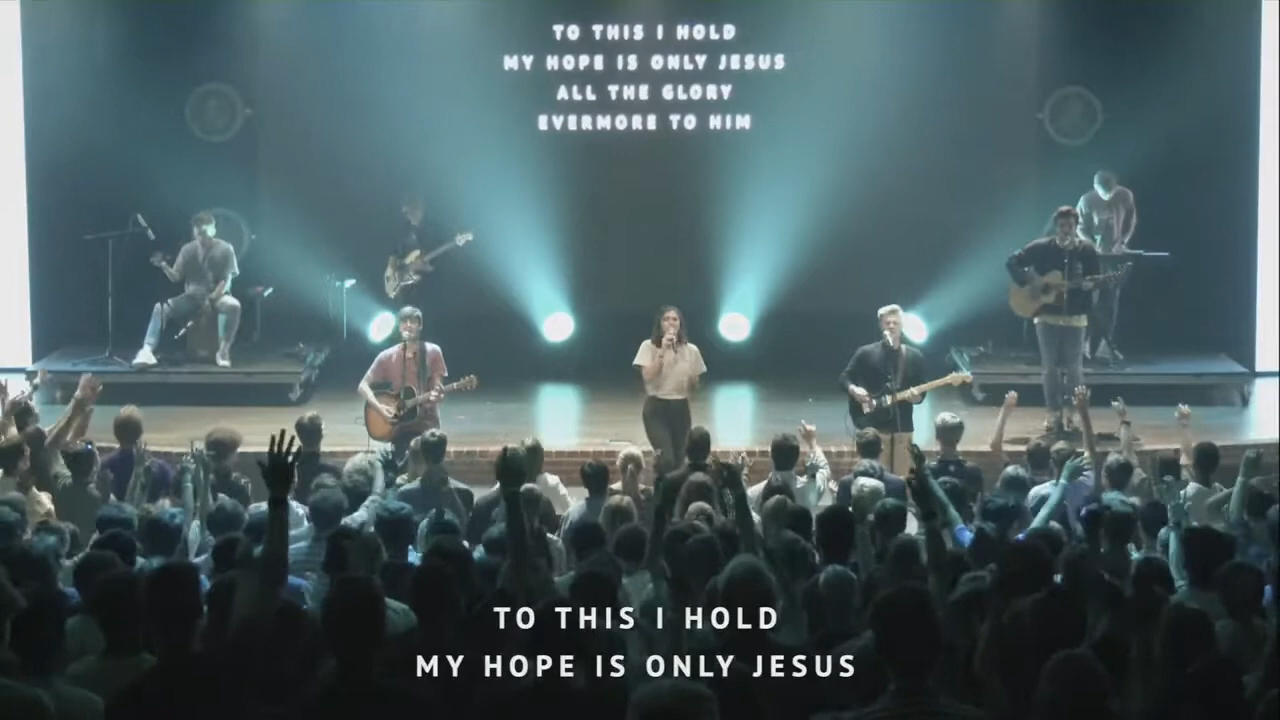 TO THIS I HOLD
MY HOPE IS ONLY JESUS
ALL THE GLORY
EVERMORE TO HIM
TO THIS I HOLD
MY HOPE IS ONLY JESUS